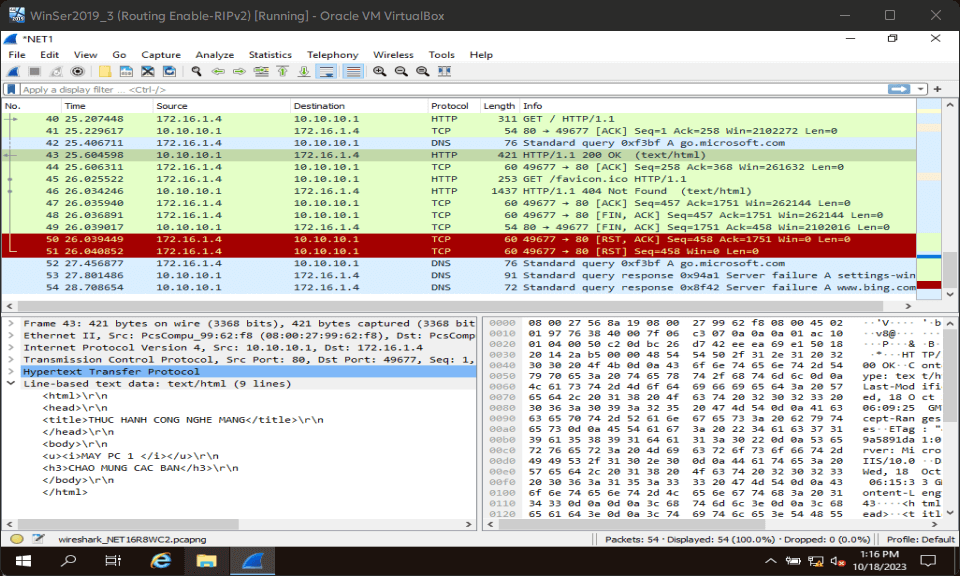 WinSer2019_3 (Routing Enable-RIPv2) [Running] - Oracle VM VirtualBox
*NET1
File Edit View Go Capture Analyze Statistics Telephony Wireless Tools Help
Apply a display filter ... <Ctrl-/>
No. Time Source Destination Protocol Length Info
40 25.207448 172.16.1.4 10.10.10.1 HTTP 311 GET / HTTP/1.1
41 25.229617 10.10.10.1 172.16.1.4 TCP 54 80 → 49677 [ACK] Seq=1 Ack=258 Win=2102272 Len=0
42 25.406711 172.16.1.4 10.10.10.1 DNS 76 Standard query 0xf3bf A go.microsoft.com
43 25.604598 10.10.10.1 172.16.1.4 HTTP 421 HTTP/1.1 200 OK (text/html)
44 25.606311 172.16.1.4 10.10.10.1 TCP 60 49677 → 80 [ACK] Seq=258 Ack=368 Win=261632 Len=0
45 26.025522 172.16.1.4 10.10.10.1 HTTP 253 GET /favicon.ico HTTP/1.1
46 26.034246 10.10.10.1 172.16.1.4 HTTP 1437 HTTP/1.1 404 Not Found (text/html)
47 26.035940 172.16.1.4 10.10.10.1 TCP 60 49677 → 80 [ACK] Seq=457 Ack=1751 Win=262144 Len=0
48 26.036891 172.16.1.4 10.10.10.1 TCP 60 49677 → 80 [FIN, ACK] Seq=457 Ack=1751 Win=262144 Len=0
49 26.039017 10.10.10.1 172.16.1.4 TCP 54 80 → 49677 [FIN, ACK] Seq=1751 Ack=458 Win=2102016 Len=0
50 26.039449 172.16.1.4 10.10.10.1 TCP 60 49677 → 80 [RST, ACK] Seq=458 Ack=1751 Win=0 Len=0
51 26.040852 172.16.1.4 10.10.10.1 TCP 60 49677 → 80 [RST] Seq=458 Win=0 Len=0
52 27.456877 172.16.1.4 10.10.10.1 DNS 76 Standard query 0xf3bf A go.microsoft.com
53 27.801486 10.10.10.1 172.16.1.4 DNS 91 Standard query response 0x94a1 Server failure A settings-win
54 28.708654 10.10.10.1 172.16.1.4 DNS 72 Standard query response 0x8f42 Server failure A www.bing.com
Frame 43: 421 bytes on wire (3368 bits), 421 bytes captured (3368 bit
Ethernet II, Src: PcsCompu_99:62:f8 (08:00:27:99:62:f8), Dst: PcsComp
Internet Protocol Version 4, Src: 10.10.10.1, Dst: 172.16.1.4
Transmission Control Protocol, Src Port: 80, Dst Port: 49677, Seq: 1,
Hypertext Transfer Protocol
Line-based text data: text/html (9 lines)
<html>\r\n
<head>\r\n
<title>THUC HANH CONG NGHE MANG</title>\r\n
</head>\r\n
<body>\r\n
<u><i>MAY PC 1 </i></u>\r\n
<h3>CHAO MUNG CAC BAN</h3>\r\n
</body>\r\n
</html>
0000 08 00 27 56 8a 19 08 00 27 99 62 f8 08 00 45 02 ··'V···· '·b
0010 01 97 76 38 40 00 7f 06 c3 07 0a 0a 0a 01 ac 10 ··v8@···
0020 01 04 00 50 c2 0d bc 26 d7 42 ee ea 69 e1 50 18 ···P···& ·B·
0030 20 14 2a b5 00 00 48 54 54 50 2f 31 2e 31 20 32 ·*···HT TP/
0040 30 30 20 4f 4b 0d 0a 43 6f 6e 74 65 6e 74 2d 54 00 OK··C ont
0050 79 70 65 3a 20 74 65 78 74 2f 68 74 6d 6c 0d 0a ype: tex t/h
0060 4c 61 73 74 2d 4d 6f 64 69 66 69 65 64 3a 20 57 Last-Mod ifi
0070 65 64 2c 20 31 38 20 4f 63 74 20 32 30 32 33 20 ed, 18 O ct
0080 30 36 3a 30 39 3a 32 35 20 47 4d 54 0d 0a 41 63 06:09:25 GM
0090 63 65 70 74 2d 52 61 6e 67 65 73 3a 20 62 79 74 cept-Ran ges
00a0 65 73 0d 0a 45 54 61 67 3a 20 22 34 61 63 37 31 es··ETag : "
00b0 39 61 35 38 39 31 64 61 31 3a 30 22 0d 0a 53 65 9a5891da 1:0
00c0 72 76 65 72 3a 20 4d 69 63 72 6f 73 6f 66 74 2d rver: Mi cro
00d0 49 49 53 2f 31 30 2e 30 0d 0a 44 61 74 65 3a 20 IIS/10.0 ··D
00e0 57 65 64 2c 20 31 38 20 4f 63 74 20 32 30 32 33 Wed, 18 Oct
00f0 20 30 36 3a 31 35 3a 33 33 20 47 4d 54 0d 0a 43 06:15:3 3 G
0100 6f 6e 74 65 6e 74 2d 4c 65 6e 67 74 68 3a 20 31 ontent-L eng
0110 34 33 0d 0a 0d 0a 3c 68 74 6d 6c 3e 0d 0a 3c 68 43····<h tml
0120 65 61 64 3e 0d 0a 3c 74 69 74 6c 65 3e 54 48 55 ead>··<t itl
wireshark_NET16R8WC2.pcapng
Packets: 54 · Displayed: 54 (100.0%) · Dropped: 0 (0.0%)
Profile: Default
1:16 PM
10/18/2023